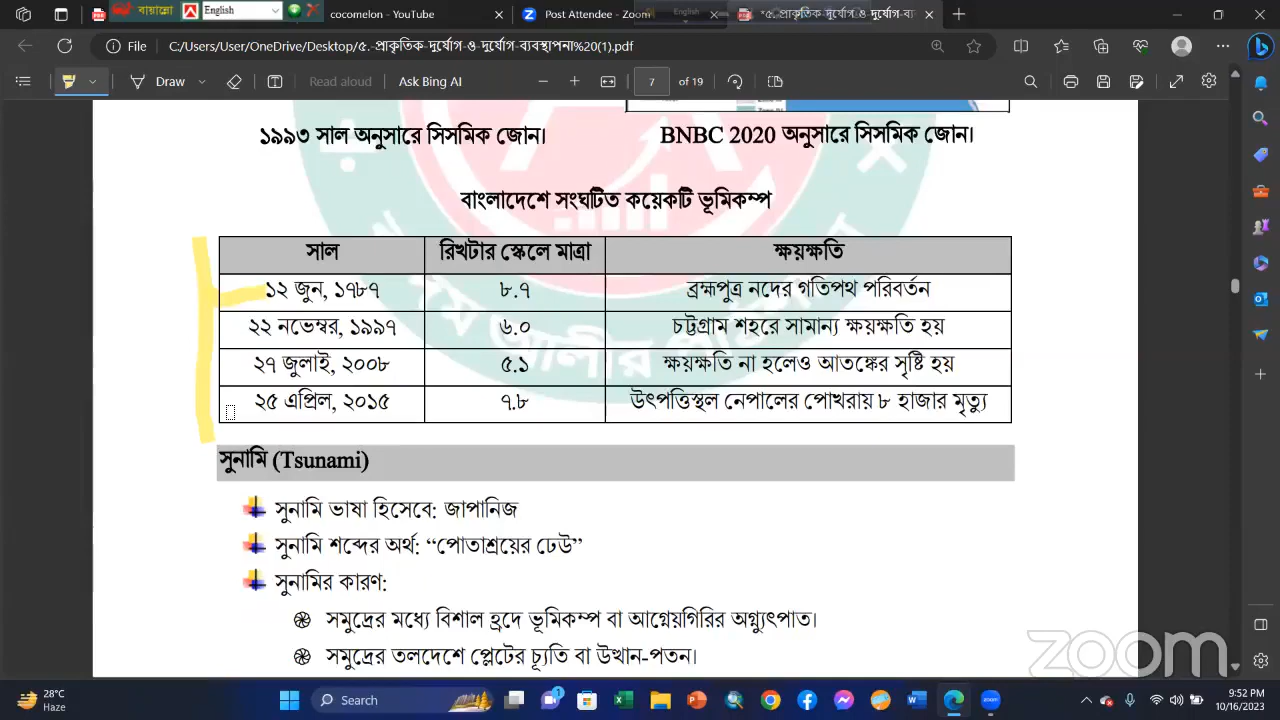 বায়ান্নো English cocomelon - YouTube Post Attendee - Zoom English *৫.প্রাকৃতিক-দুর্যোগ-ও-দুর্যোগ-ব্য
File C:/Users/User/OneDrive/Desktop/৫.-প্রাকৃতিক-দুর্যোগ-ও-দুর্যোগ-ব্যবস্থাপনা%20(1).pdf
Draw Read aloud Ask Bing AI 7 of 19
১৯৯৩ সাল অনুসারে সিসমিক জোন। BNBC 2020 অনুসারে সিসমিক জোন।
বাংলাদেশে সংঘটিত কয়েকটি ভূমিকম্প
সাল রিখটার স্কেলে মাত্রা ক্ষয়ক্ষতি
১২ জুন, ১৭৮৭ ৮.৭ ব্রহ্মপুত্র নদের গতিপথ পরিবর্তন
২২ নভেম্বর, ১৯৯৭ ৬.০ চট্টগ্রাম শহরে সামান্য ক্ষয়ক্ষতি হয়
২৭ জুলাই, ২০০৮ ৫.১ ক্ষয়ক্ষতি না হলেও আতঙ্কের সৃষ্টি হয়
২৫ এপ্রিল, ২০১৫ ৭.৮ উৎপত্তিস্থল নেপালের পোখরায় ৮ হাজার মৃত্যু
সুনামি (Tsunami)
সুনামি ভাষা হিসেবে: জাপানিজ
সুনামি শব্দের অর্থ: “পোতাশ্রয়ের ঢেউ”
সুনামির কারণ:
সমুদ্রের মধ্যে বিশাল হ্রদে ভূমিকম্প বা আগ্নেয়গিরির অগ্ন্যুৎপাত।
সমুদ্রের তলদেশে প্লেটের চ্যূতি বা উত্থান-পতন।
zoom
28°C
Haze
Search
9:52 PM
10/16/2023